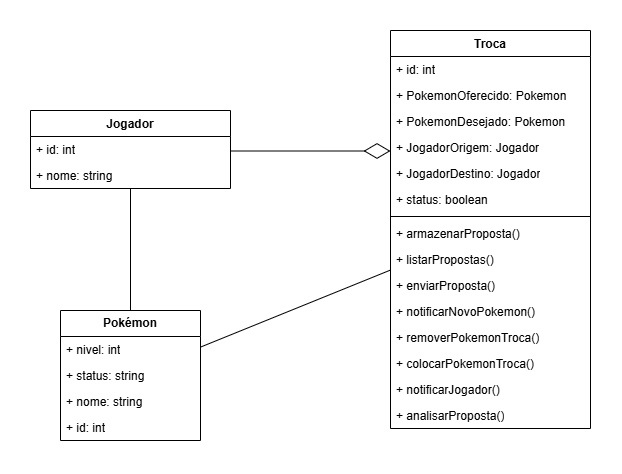 Troca
+ id: int
+ PokemonOferecido: Pokemon
+ PokemonDesejado: Pokemon
+ JogadorOrigem: Jogador
+ JogadorDestino: Jogador
+ status: boolean
+ armazenarProposta()
+ listarPropostas()
+ enviarProposta()
+ notificarNovoPokemon()
+ removerPokemonTroca()
+ colocarPokemonTroca()
+ notificarJogador()
+ analisarProposta()
Jogador
+ id: int
+ nome: string
Pokémon
+ nivel: int
+ status: string
+ nome: string
+ id: int